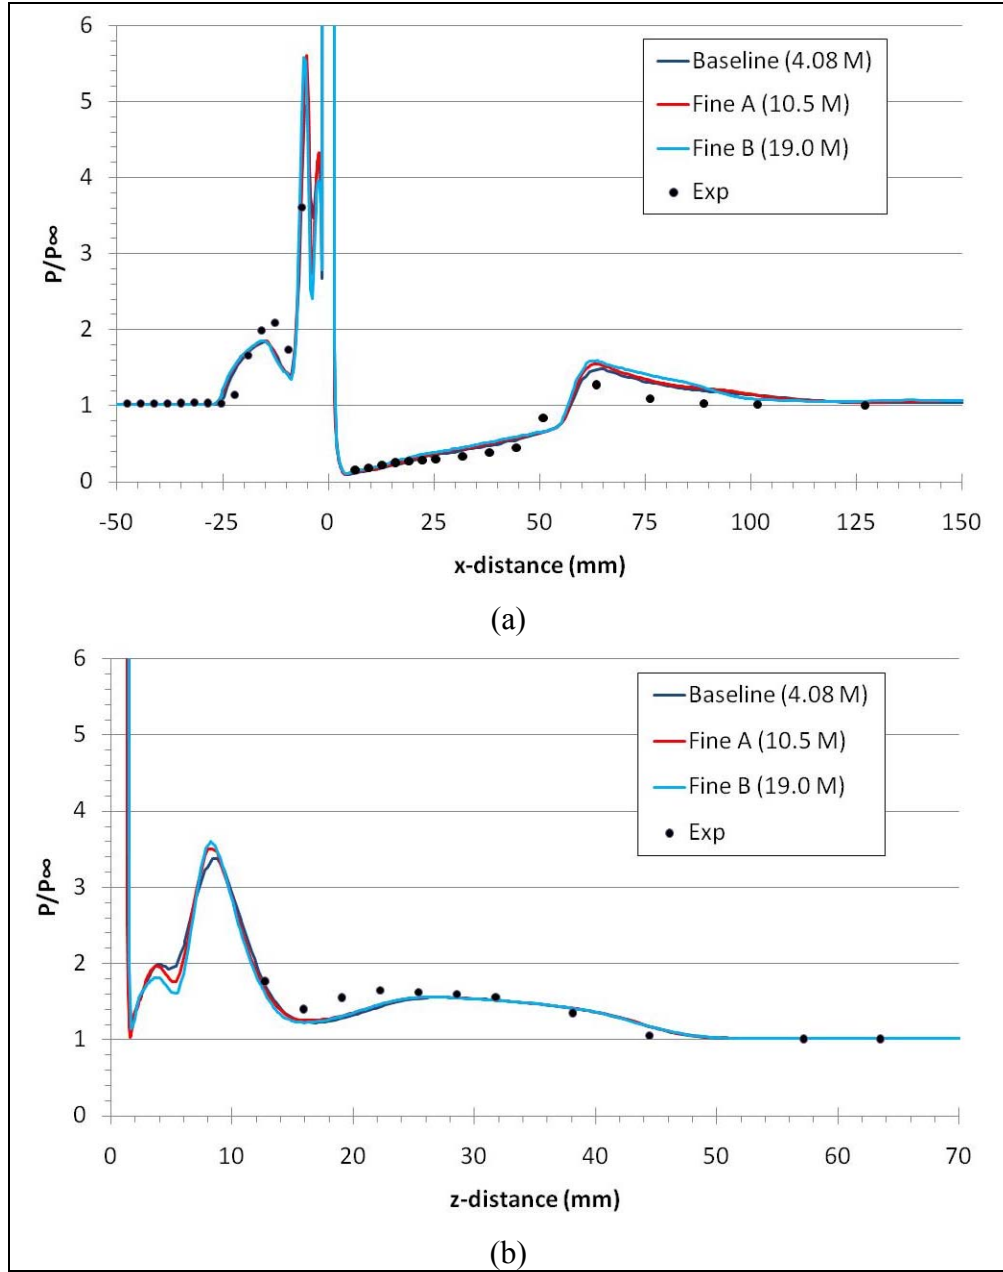 6
5
4
3
2
1
0
P/P∞
Baseline (4.08 M)
Fine A (10.5 M)
Fine B (19.0 M)
Exp
-50 -25 0 25 50 75 100 125 150
x-distance (mm)
(a)
6
5
4
3
2
1
0
P/P∞
Baseline (4.08 M)
Fine A (10.5 M)
Fine B (19.0 M)
Exp
0 10 20 30 40 50 60 70
z-distance (mm)
(b)